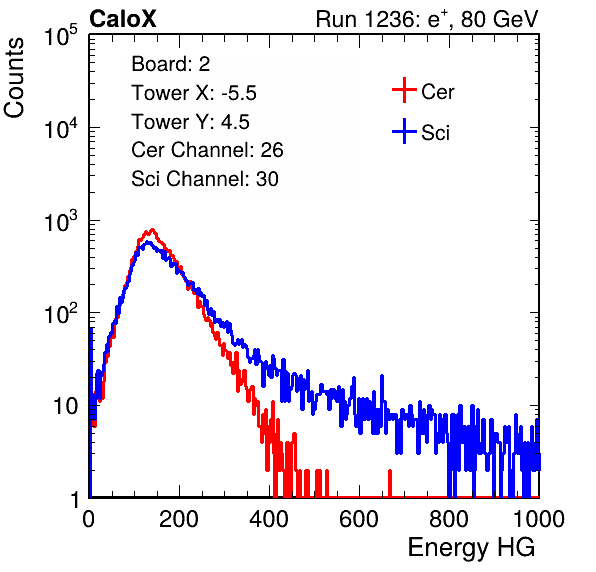 CaloX Run 1236: e⁺, 80 GeV
Counts
10⁵
10⁴
10³
10²
10
1
Board: 2
Tower X: -5.5
Tower Y: 4.5
Cer Channel: 26
Sci Channel: 30
Cer
Sci
0 200 400 600 800 1000
Energy HG